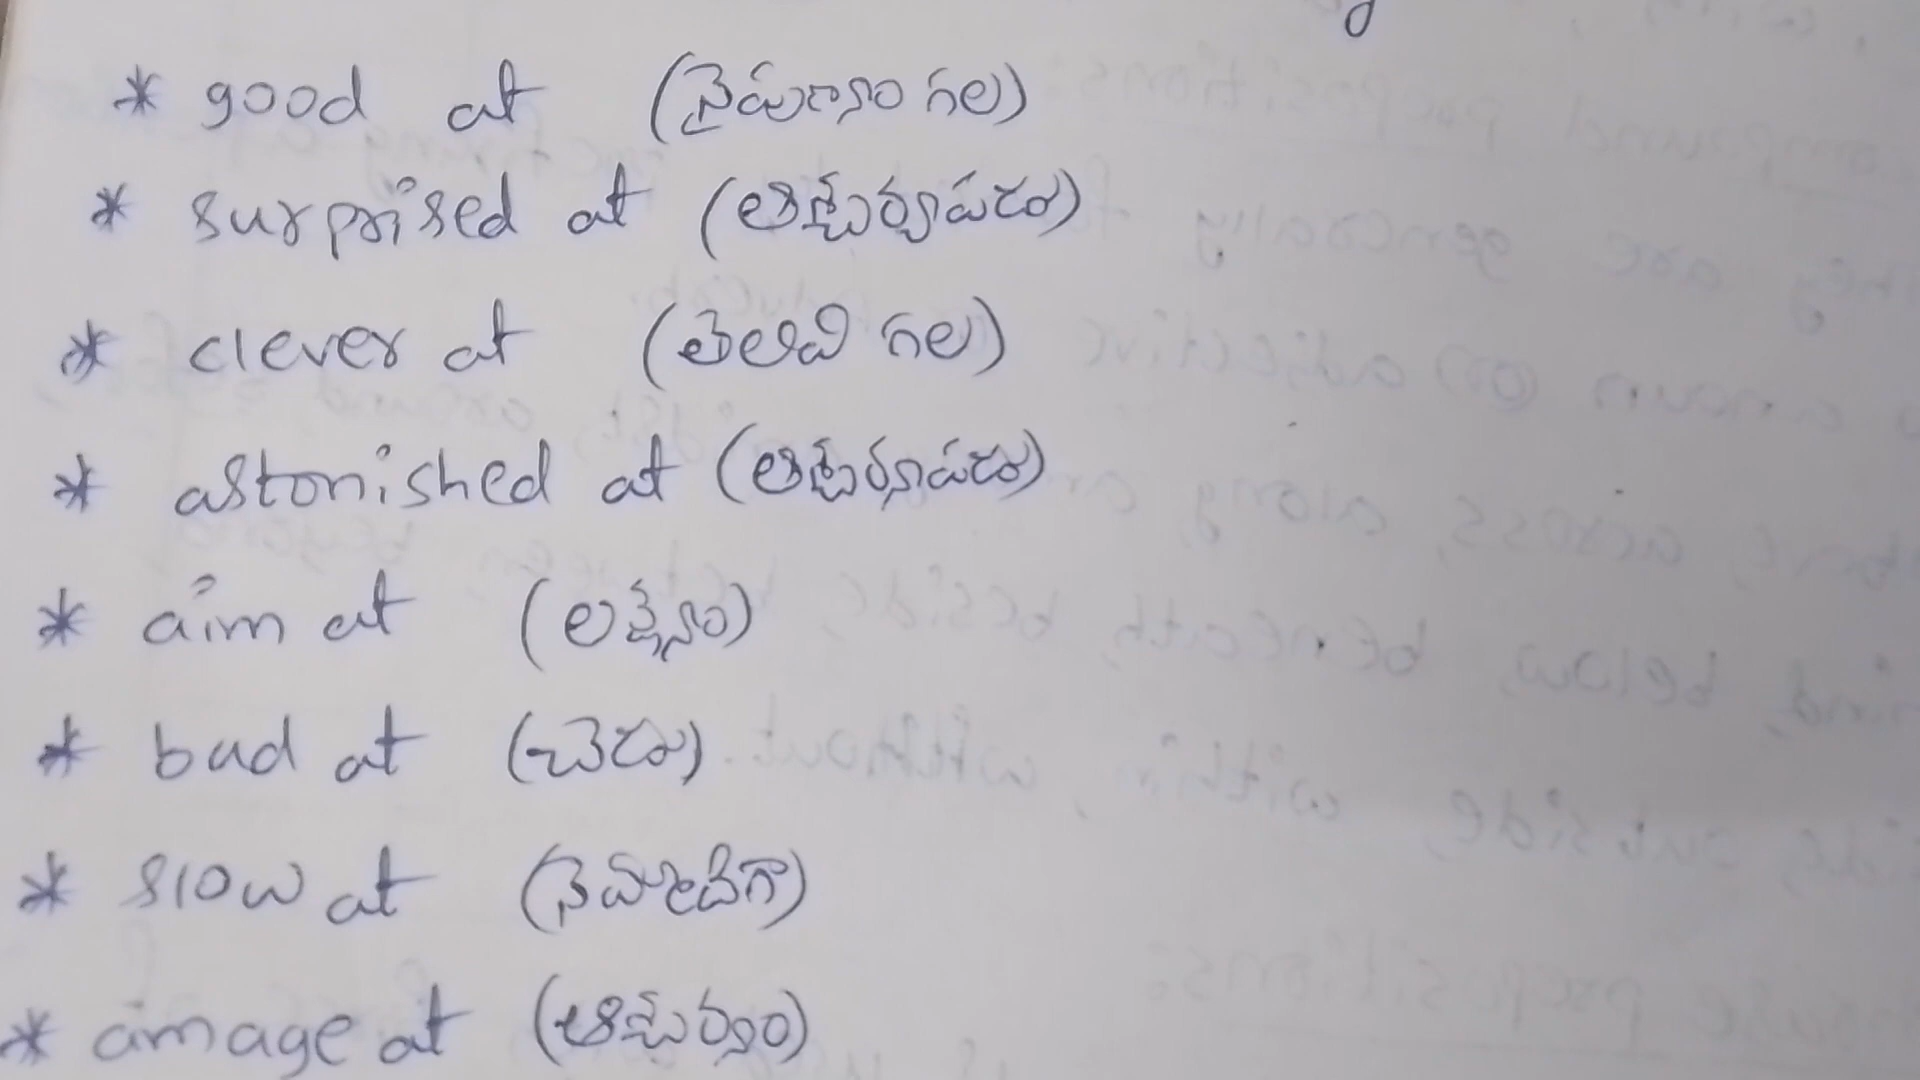 * good at (నైపుణ్యం గల)
* surprised at (ఆశ్చర్యపడు)
* clever at (తెలివి గల)
* astonished at (ఆశ్చర్యపడు)
* aim at (లక్ష్యం)
* bad at (చెడు)
* slow at (నెమ్మదిగా)
* amage at (ఆశ్చర్యం)